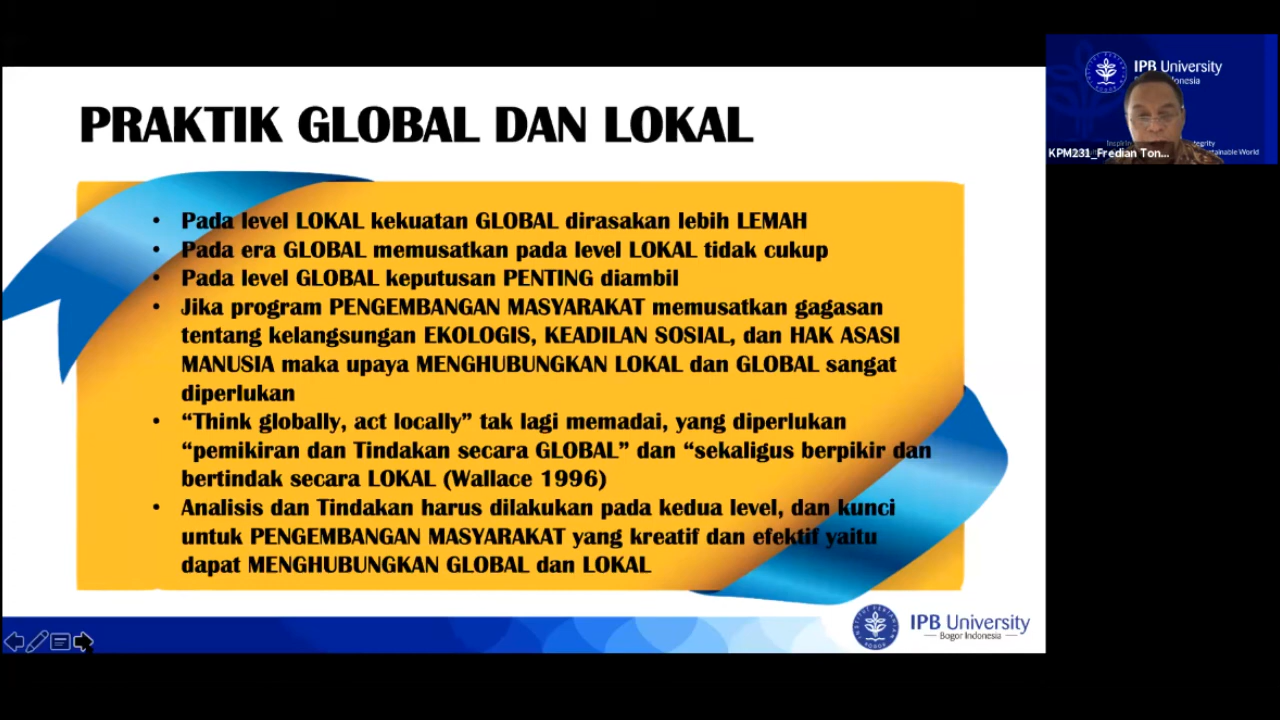 PRAKTIK GLOBAL DAN LOKAL
• Pada level LOKAL kekuatan GLOBAL dirasakan lebih LEMAH
• Pada era GLOBAL memusatkan pada level LOKAL tidak cukup
• Pada level GLOBAL keputusan PENTING diambil
• Jika program PENGEMBANGAN MASYARAKAT memusatkan gagasan
tentang kelangsungan EKOLOGIS, KEADILAN SOSIAL, dan HAK ASASI
MANUSIA maka upaya MENGHUBUNGKAN LOKAL dan GLOBAL sangat
diperlukan
• “Think globally, act locally” tak lagi memadai, yang diperlukan
“pemikiran dan Tindakan secara GLOBAL” dan “sekaligus berpikir dan
bertindak secara LOKAL (Wallace 1996)
• Analisis dan Tindakan harus dilakukan pada kedua level, dan kunci
untuk PENGEMBANGAN MASYARAKAT yang kreatif dan efektif yaitu
dapat MENGHUBUNGKAN GLOBAL dan LOKAL
IPB University
Bogor Indonesia
IPB University
KPM231_Fredian Ton...